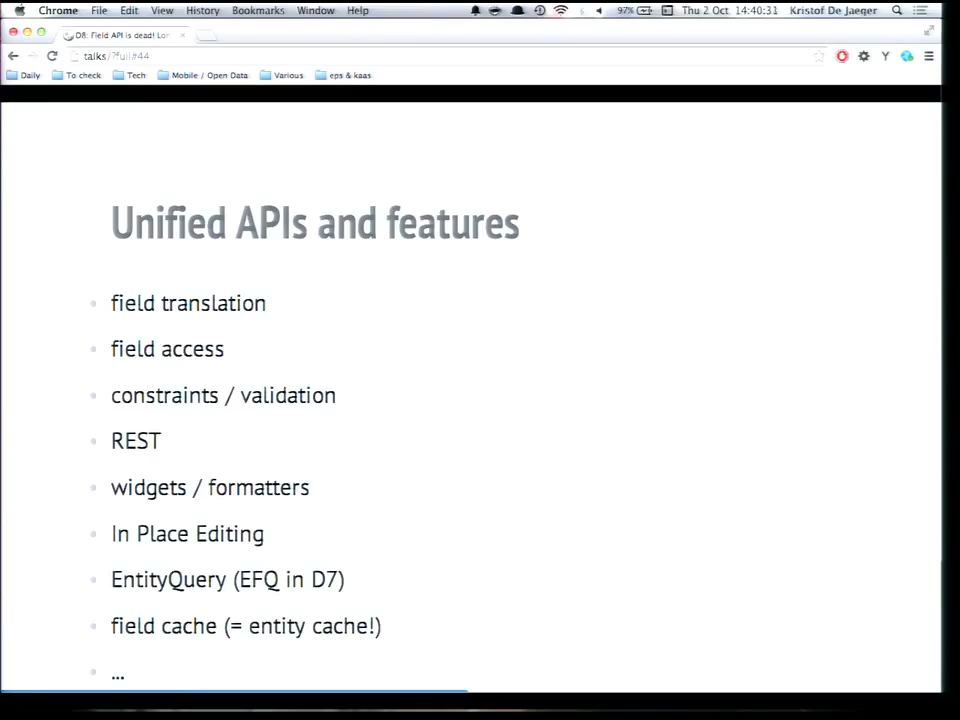 Chrome File Edit View History Bookmarks Window Help 97% Thu 2 Oct 14:40:31 Kristof De Jaeger
D8: Field API is dead! Lor
talks/?full#44
Daily To check Tech Mobile / Open Data Various eps & kaas
Unified APIs and features
field translation
field access
constraints / validation
REST
widgets / formatters
In Place Editing
EntityQuery (EFQ in D7)
field cache (= entity cache!)
...